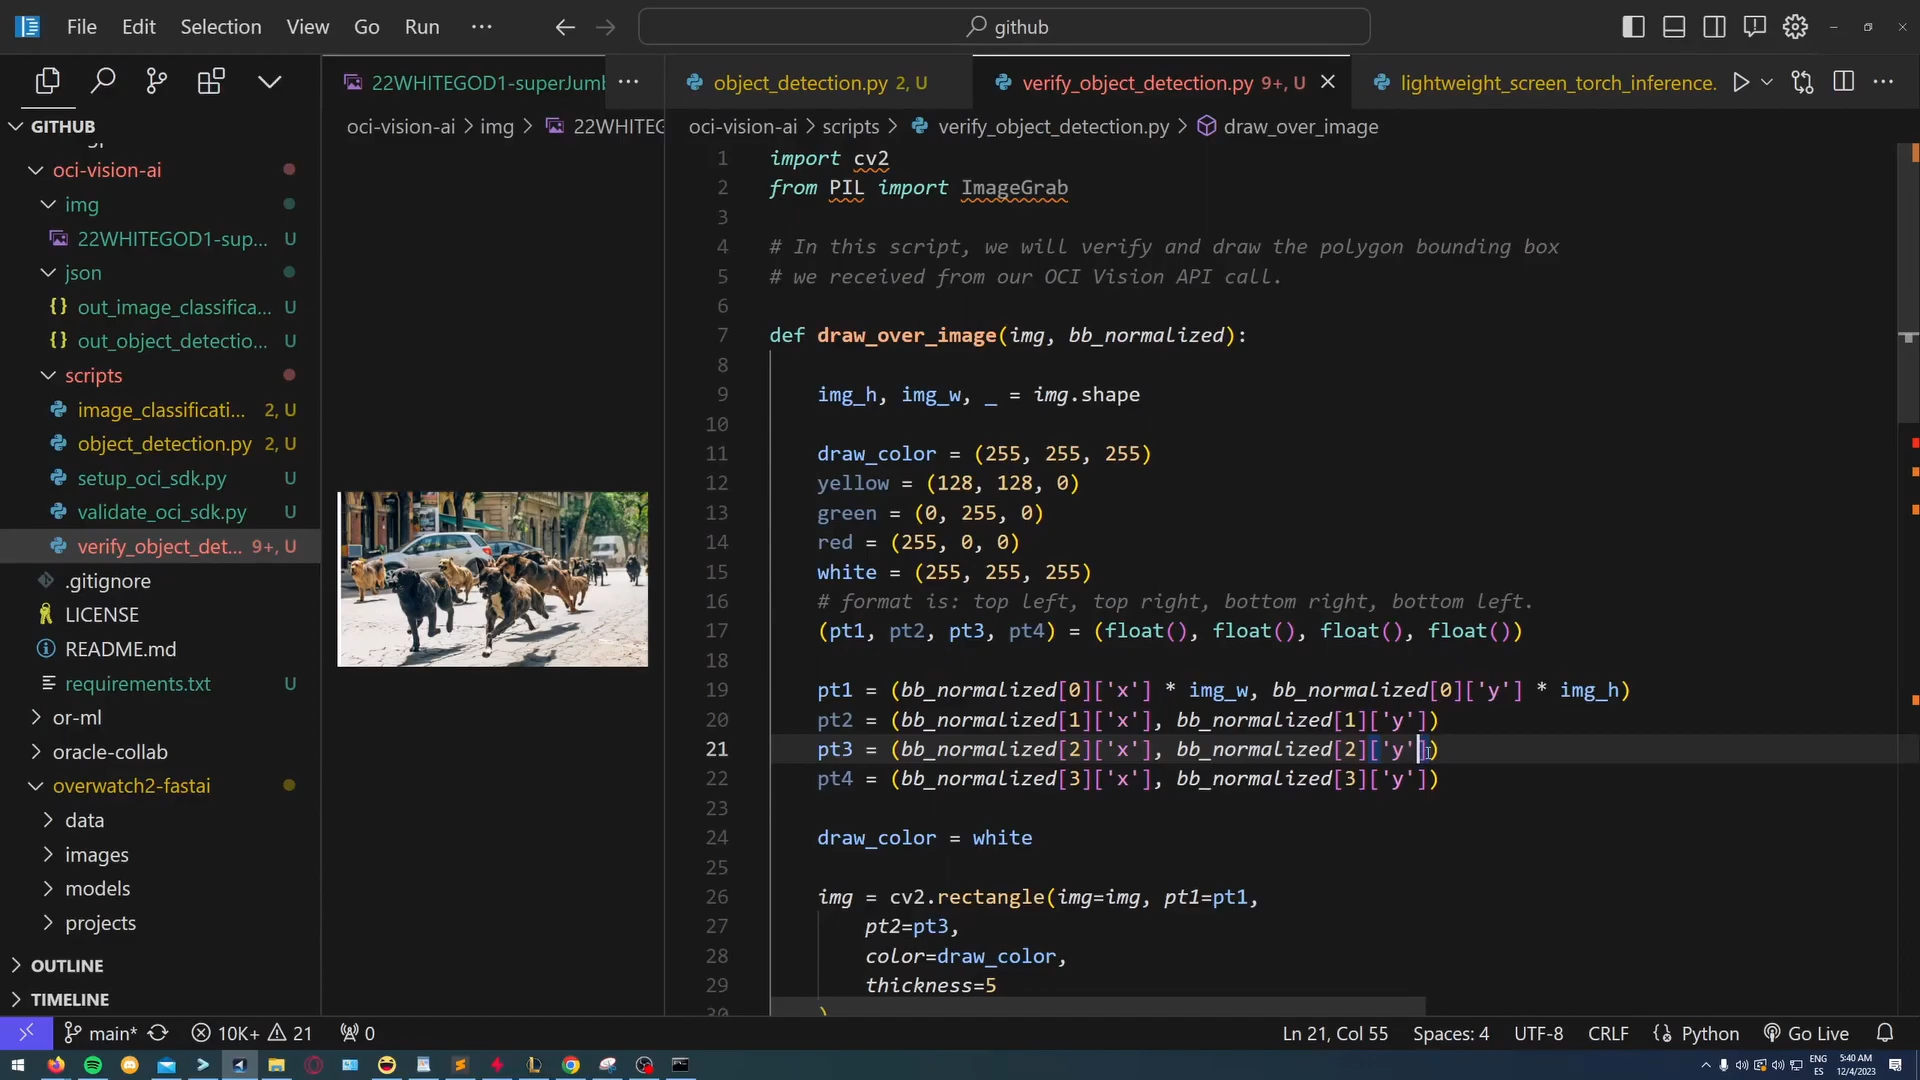 File Edit Selection View Go Run ··· github
22WHITEGOD1-superJumb ··· object_detection.py 2, U verify_object_detection.py 9+, U lightweight_screen_torch_inference.
GITHUB
oci-vision-ai > img > 22WHITEG
oci-vision-ai > scripts > verify_object_detection.py > draw_over_image
oci-vision-ai
img
22WHITEGOD1-sup... U
json
{} out_image_classifica... U
{} out_object_detectio... U
scripts
image_classificati... 2, U
object_detection.py 2, U
setup_oci_sdk.py U
validate_oci_sdk.py U
verify_object_det... 9+, U
.gitignore
LICENSE
README.md
requirements.txt U
or-ml
oracle-collab
overwatch2-fastai
data
images
models
projects
OUTLINE
TIMELINE
1 import cv2
2 from PIL import ImageGrab
3
4 # In this script, we will verify and draw the polygon bounding box
5 # we received from our OCI Vision API call.
6
7 def draw_over_image(img, bb_normalized):
8
9 img_h, img_w, _ = img.shape
10
11 draw_color = (255, 255, 255)
12 yellow = (128, 128, 0)
13 green = (0, 255, 0)
14 red = (255, 0, 0)
15 white = (255, 255, 255)
16 # format is: top left, top right, bottom right, bottom left.
17 (pt1, pt2, pt3, pt4) = (float(), float(), float(), float())
18
19 pt1 = (bb_normalized[0]['x'] * img_w, bb_normalized[0]['y'] * img_h)
20 pt2 = (bb_normalized[1]['x'], bb_normalized[1]['y'])
21 pt3 = (bb_normalized[2]['x'], bb_normalized[2]['y'])
22 pt4 = (bb_normalized[3]['x'], bb_normalized[3]['y'])
23
24 draw_color = white
25
26 img = cv2.rectangle(img=img, pt1=pt1,
27 pt2=pt3,
28 color=draw_color,
29 thickness=5
30 )
main* 10K+ 21 0 Ln 21, Col 55 Spaces: 4 UTF-8 CRLF Python Go Live
ENG 5:40 AM
ES 12/4/2023